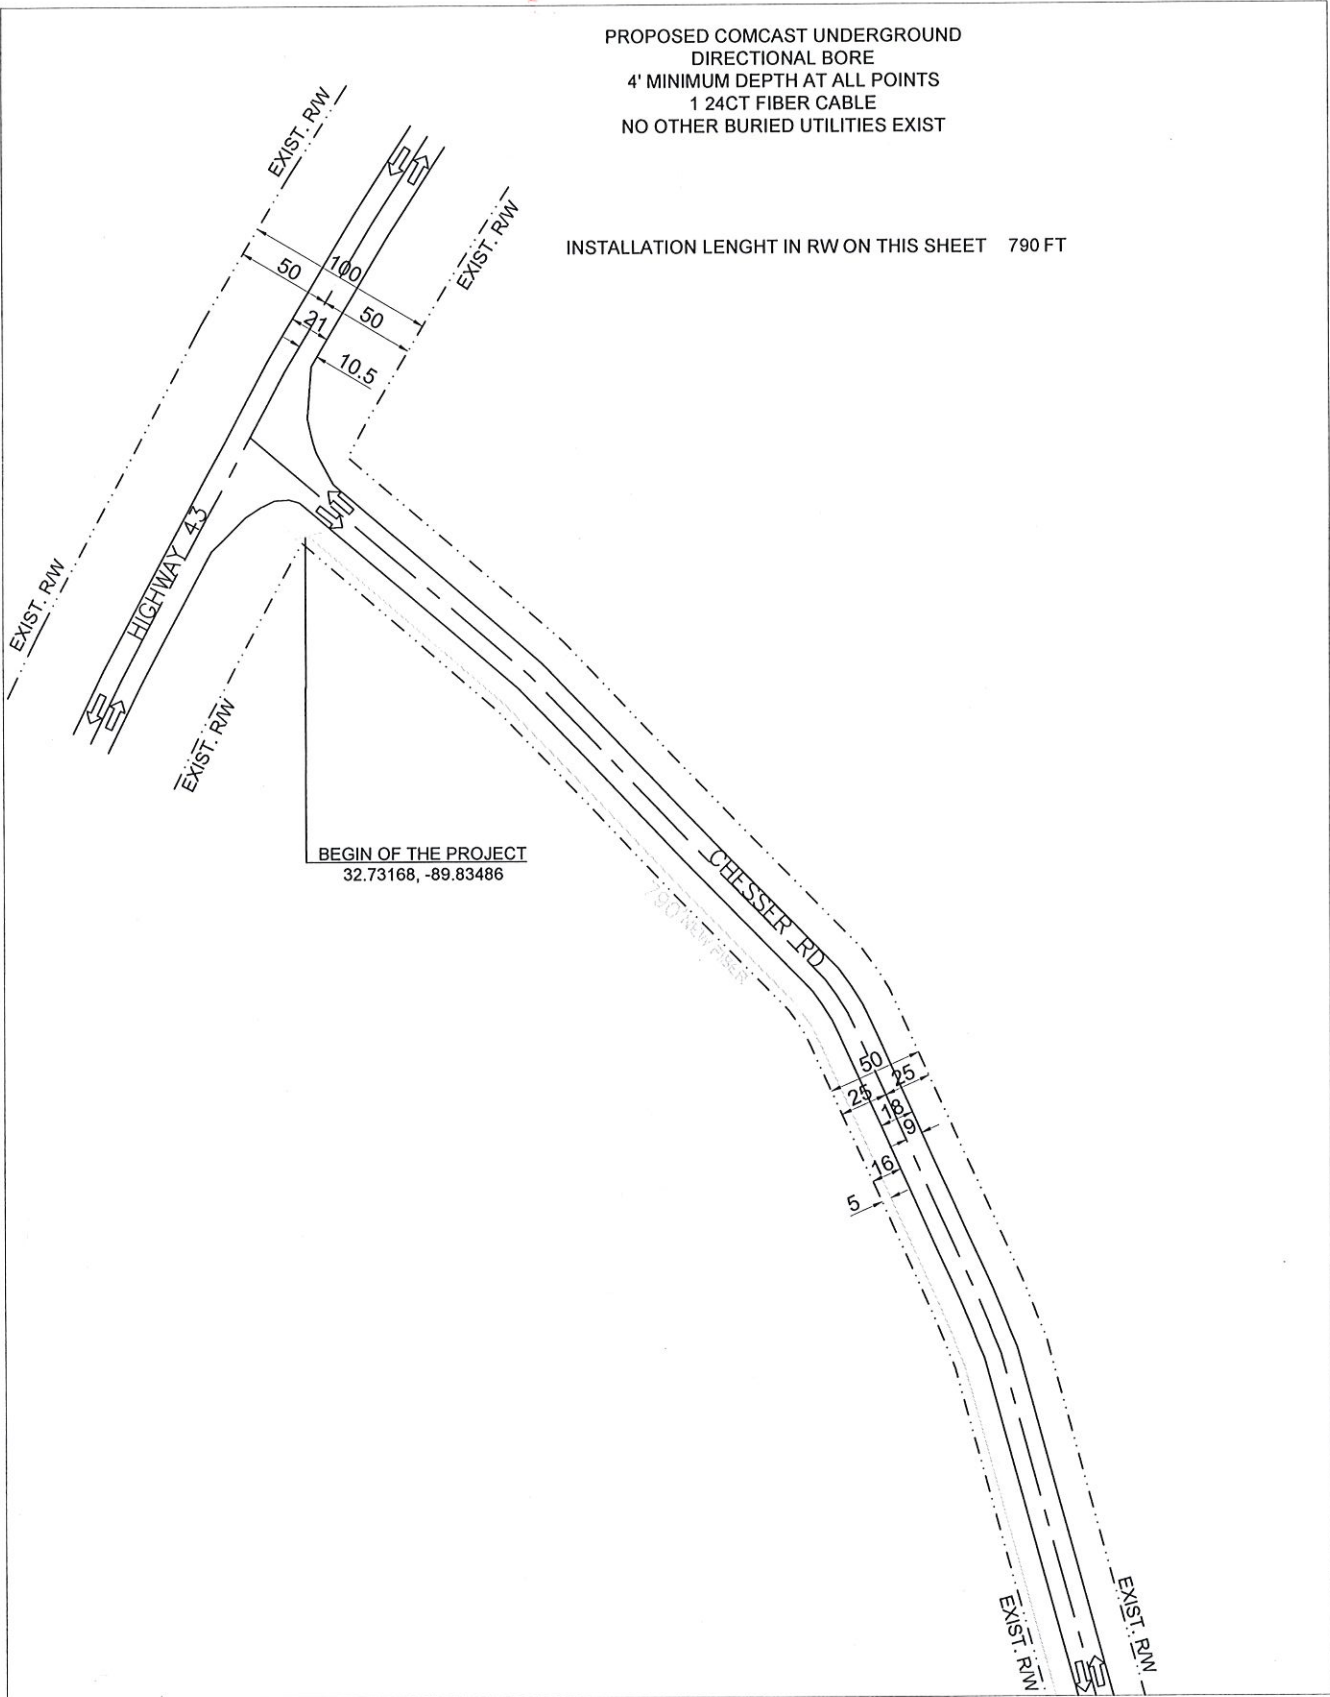 PROPOSED COMCAST UNDERGROUND
DIRECTIONAL BORE
4' MINIMUM DEPTH AT ALL POINTS
1 24CT FIBER CABLE
NO OTHER BURIED UTILITIES EXIST
INSTALLATION LENGHT IN RW ON THIS SHEET 790 FT
EXIST. R/W
EXIST. R/W
100
50
50
21
10.5
HIGHWAY 43
EXIST. R/W
EXIST. R/W
BEGIN OF THE PROJECT
32.73168, -89.83486
CHESSER RD
790' NEW FIBER
50
25
25
18
9
16
5
EXIST. R/W
EXIST. R/W